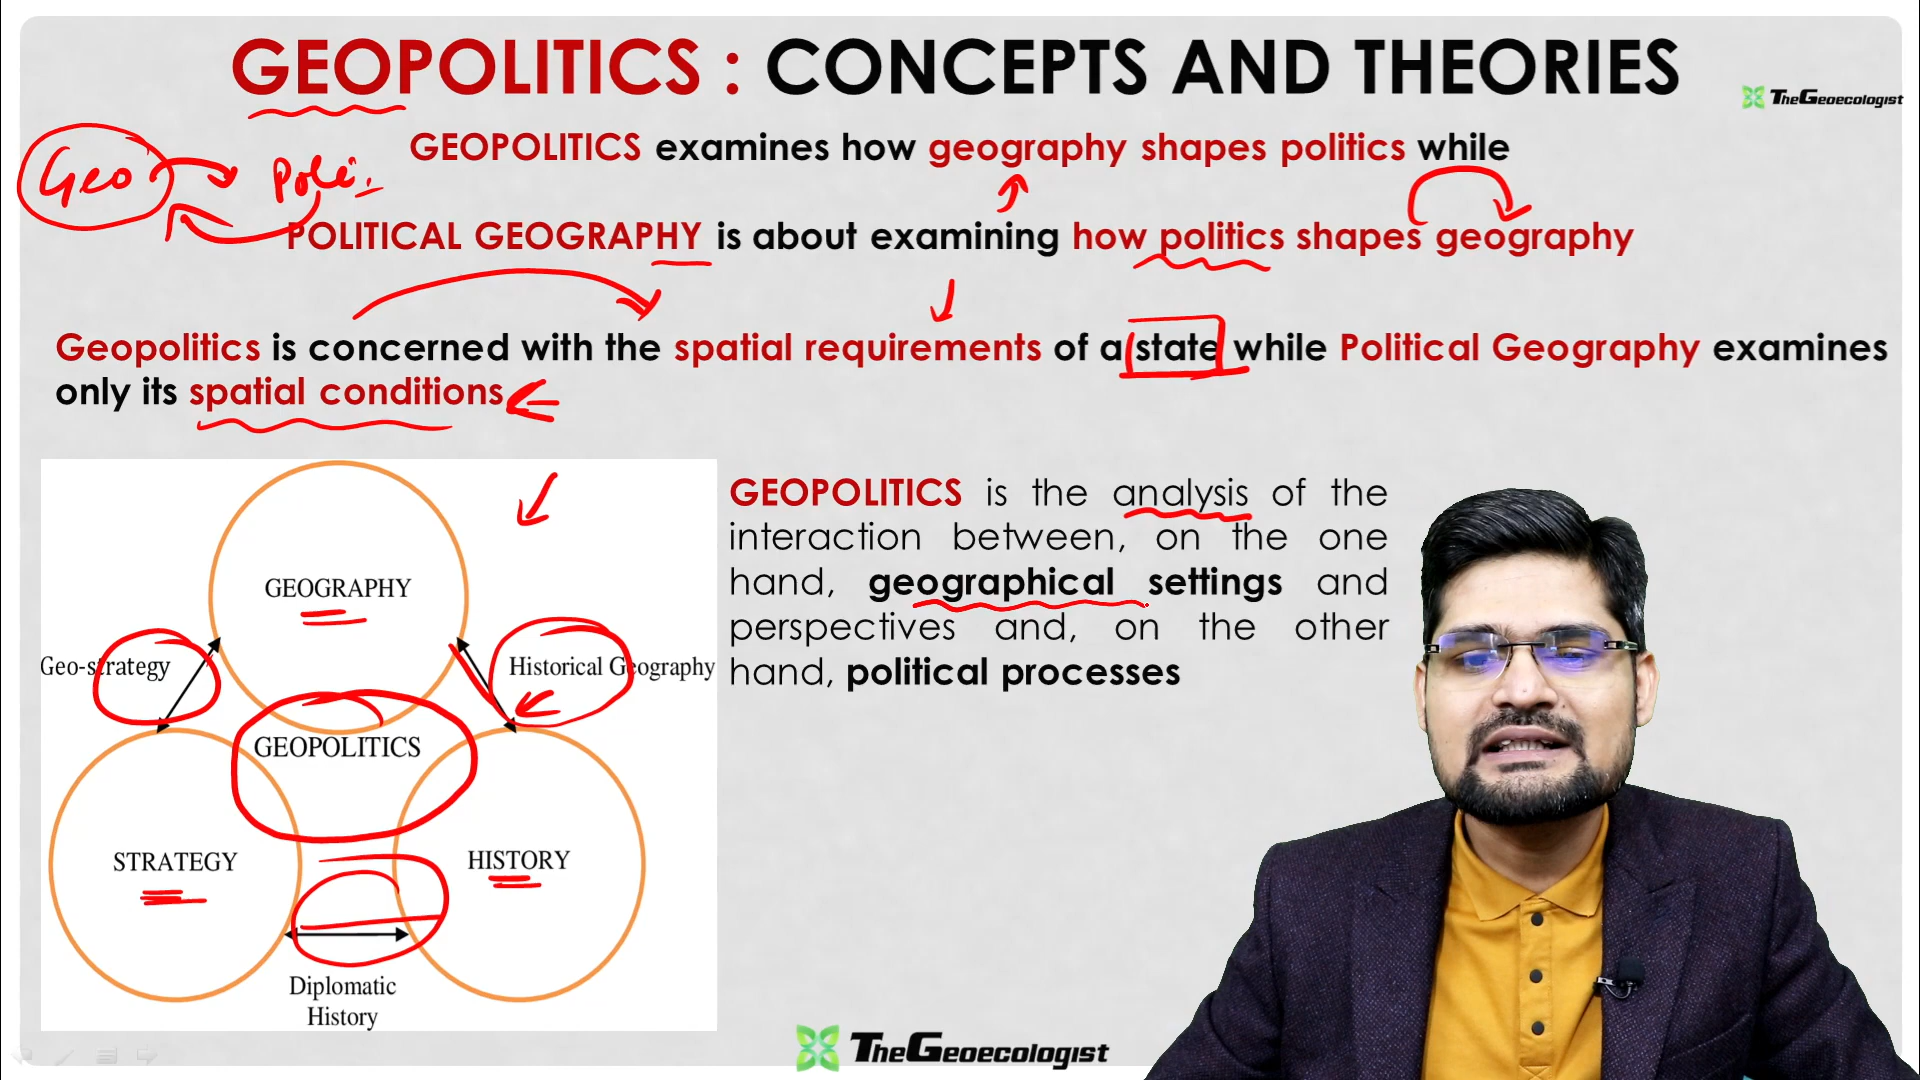 GEOPOLITICS : CONCEPTS AND THEORIES
TheGeoecologist
GEOPOLITICS examines how geography shapes politics while
Geo Poli.
POLITICAL GEOGRAPHY is about examining how politics shapes geography
Geopolitics is concerned with the spatial requirements of a state while Political Geography examines
only its spatial conditions
GEOGRAPHY
Geo-strategy
Historical Geography
GEOPOLITICS
STRATEGY
HISTORY
Diplomatic
History
GEOPOLITICS is the analysis of the
interaction between, on the one
hand, geographical settings and
perspectives and, on the other
hand, political processes
TheGeoecologist